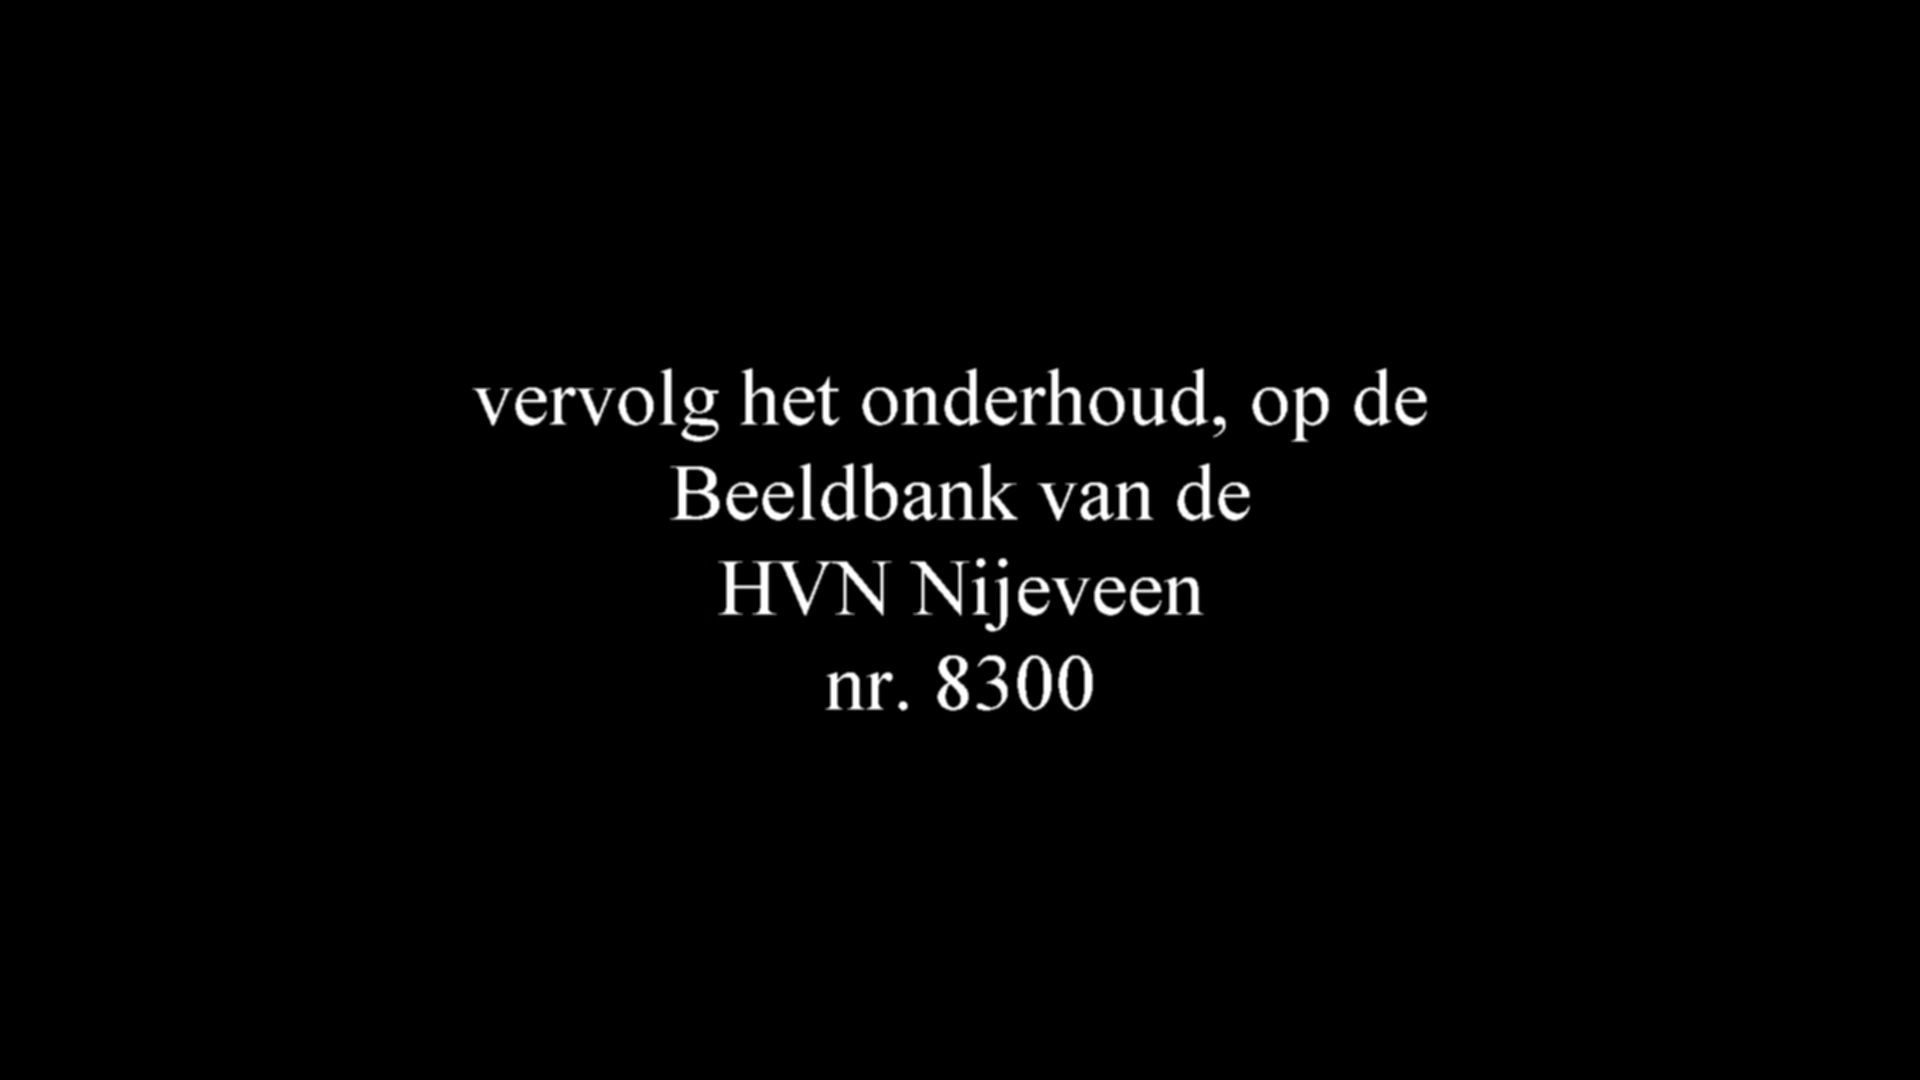 vervolg het onderhoud, op de
Beeldbank van de
HVN Nijeveen
nr. 8300